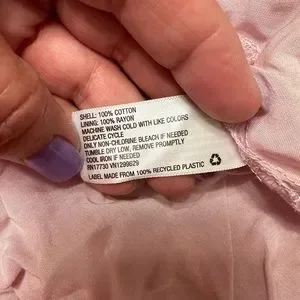 SHELL: 100% COTTON
LINING: 100% RAYON
MACHINE WASH COLD WITH LIKE COLORS
DELICATE CYCLE
ONLY NON-CHLORINE BLEACH IF NEEDED
TUMBLE DRY LOW, REMOVE PROMPTLY
COOL IRON IF NEEDED
RN17730 VN1299629
LABEL MADE FROM 100% RECYCLED PLASTIC